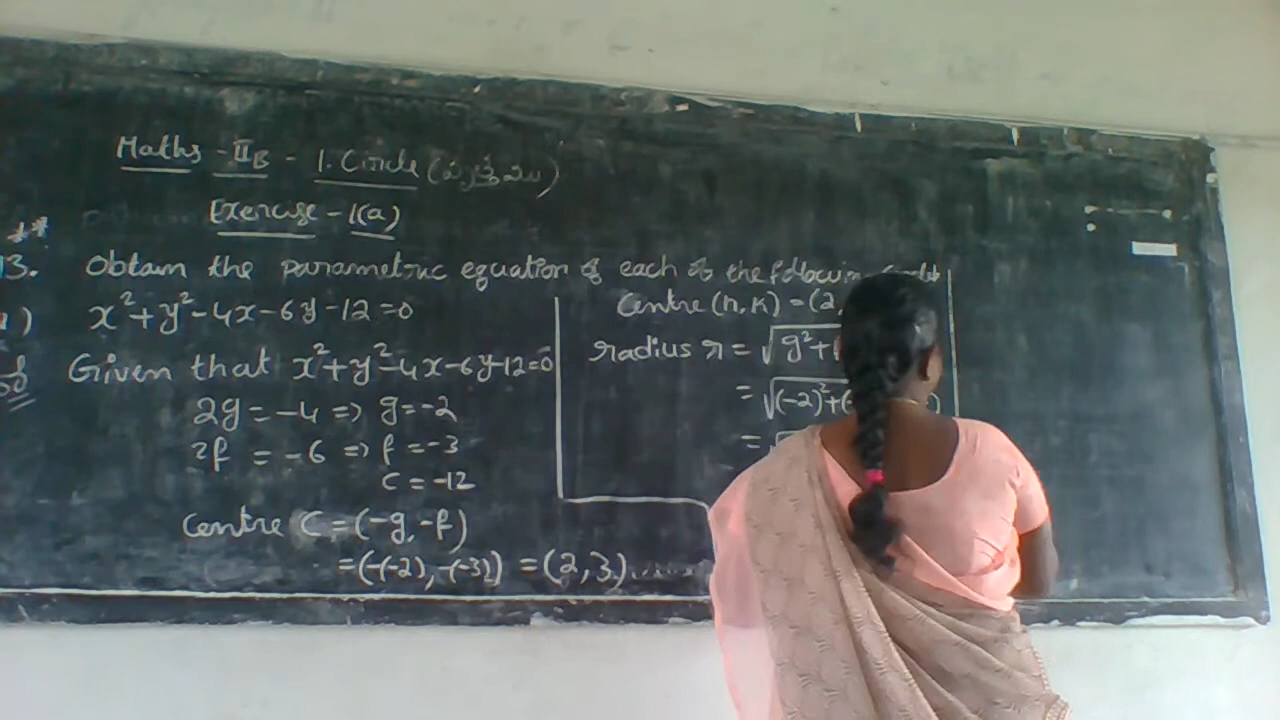 Maths - II B - 1. Circle
Exercise - 1(a)
**
13. Obtain the parametric equation of each of the following
x²+y²-4x-6y-12=0
Given that x²+y²-4x-6y-12=0
2g = -4 => g=-2
2f = -6 => f=-3
c = -12
Centre C = (-g, -f)
=(-(-2), -(-3)) = (2,3)
Centre (h, k) = (2,
radius r = √g²+
= √(-2)²+(
= √